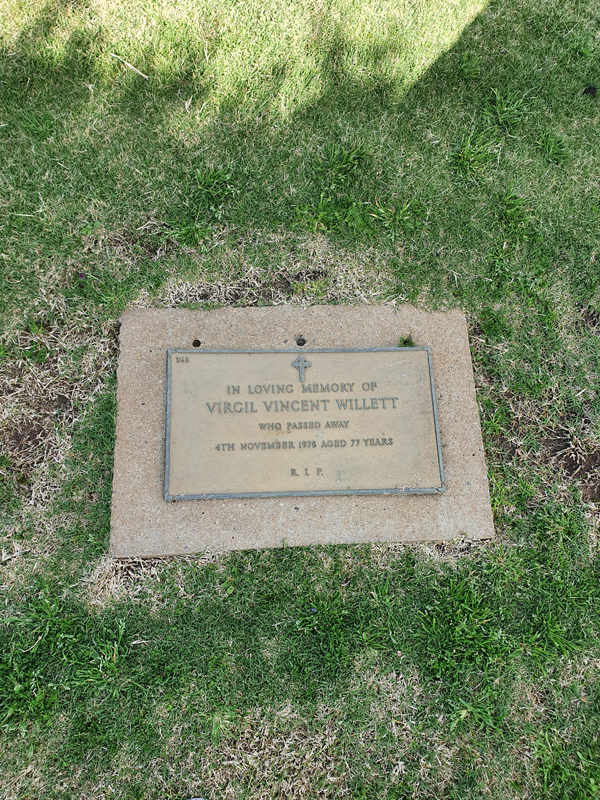 IN LOVING MEMORY OF
VIRGIL VINCENT WILLETT
WHO PASSED AWAY
4TH NOVEMBER 1978 AGED 77 YEARS
R. I. P.